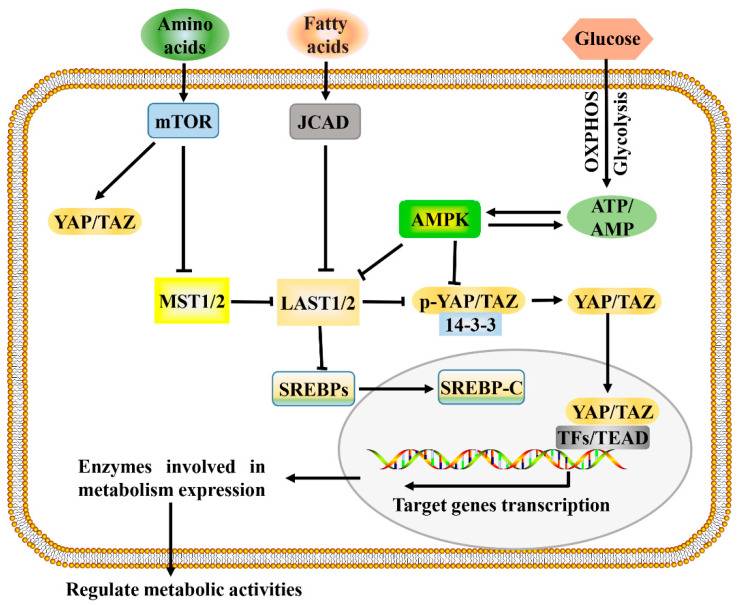 Amino
acids
Fatty
acids
Glucose
OXPHOS
Glycolysis
mTOR
JCAD
YAP/TAZ
AMPK
ATP/
AMP
MST1/2
LAST1/2
p-YAP/TAZ
14-3-3
YAP/TAZ
SREBPs
SREBP-C
YAP/TAZ
TFs/TEAD
Enzymes involved in
metabolism expression
Target genes transcription
Regulate metabolic activities